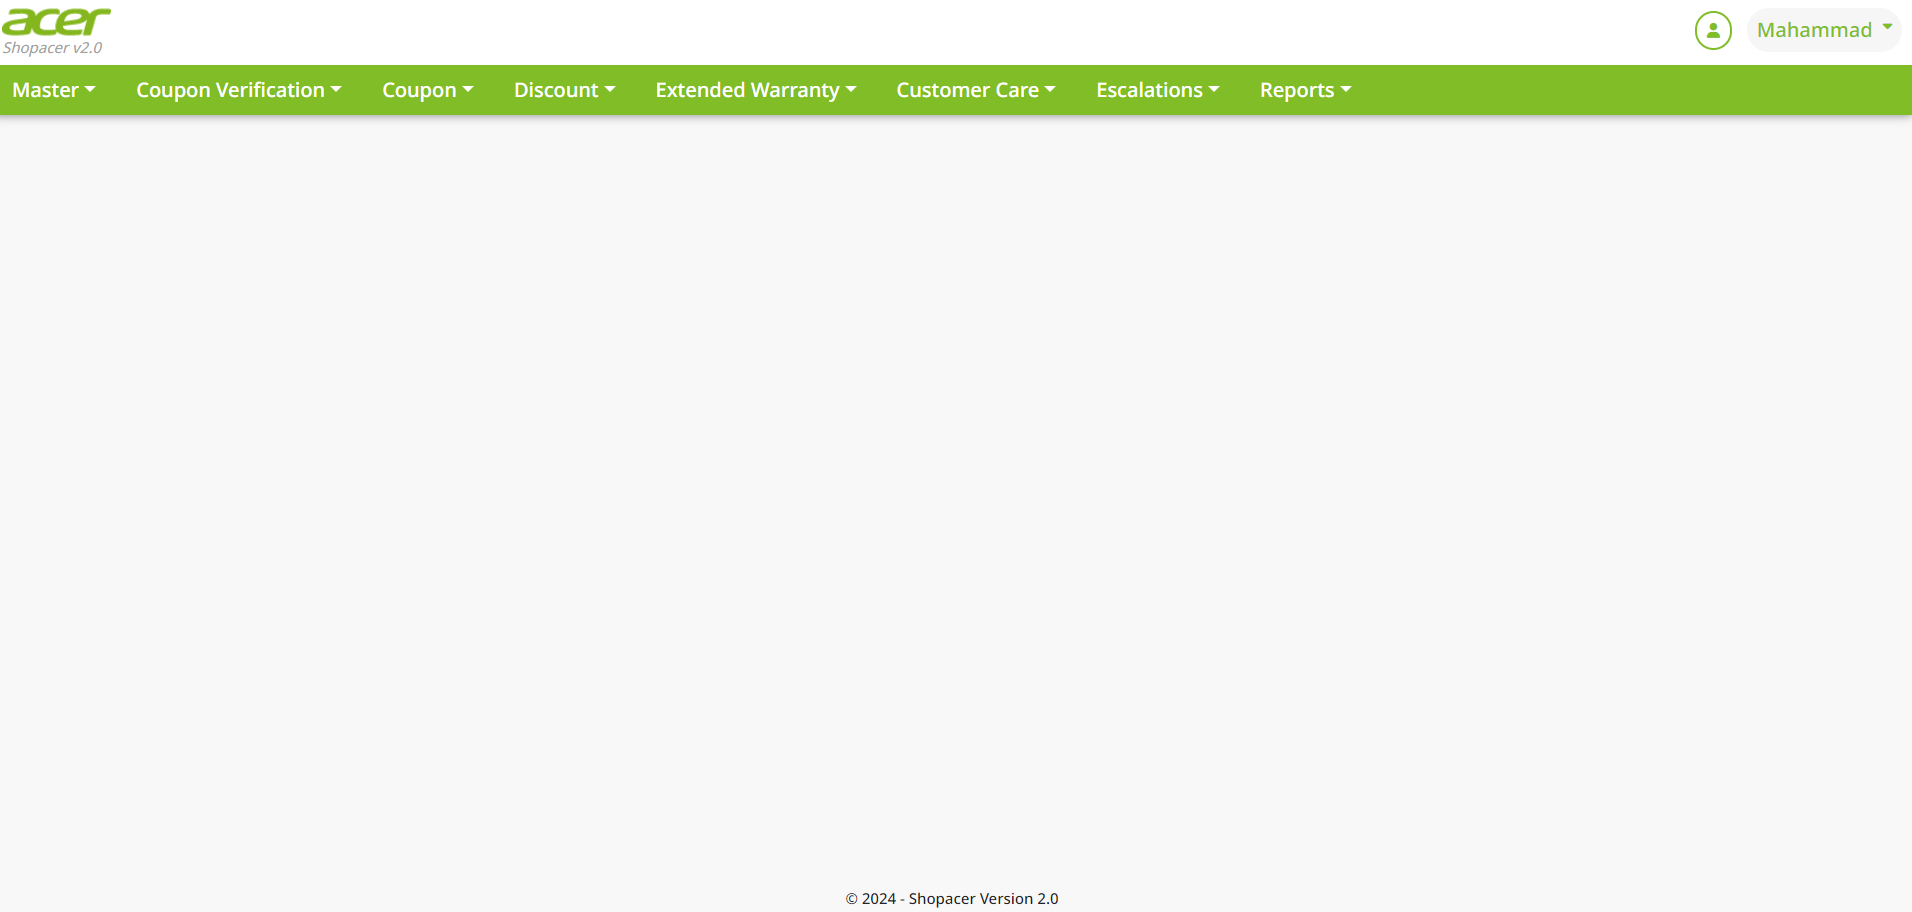 acer
Shopacer v2.0
Mahammad
Master
Coupon Verification
Coupon
Discount
Extended Warranty
Customer Care
Escalations
Reports
© 2024 - Shopacer Version 2.0